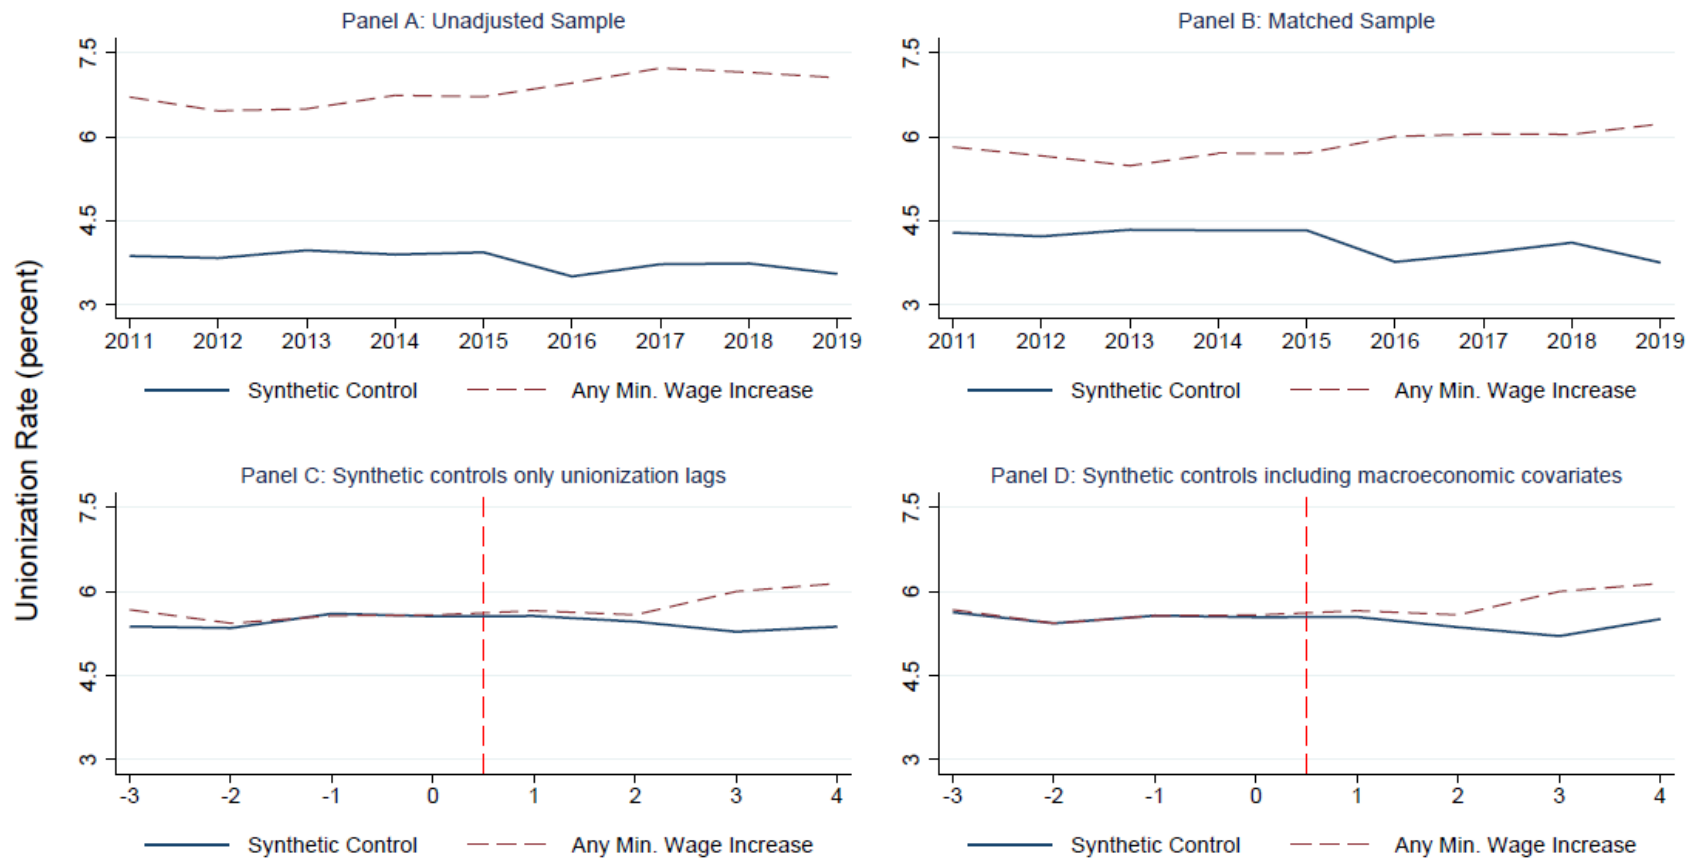 Unionization Rate (percent)
Panel A: Unadjusted Sample
7.5
6
4.5
3
2011 2012 2013 2014 2015 2016 2017 2018 2019
Synthetic Control Any Min. Wage Increase
Panel B: Matched Sample
7.5
6
4.5
3
2011 2012 2013 2014 2015 2016 2017 2018 2019
Synthetic Control Any Min. Wage Increase
Panel C: Synthetic controls only unionization lags
7.5
6
4.5
3
-3 -2 -1 0 1 2 3 4
Synthetic Control Any Min. Wage Increase
Panel D: Synthetic controls including macroeconomic covariates
7.5
6
4.5
3
-3 -2 -1 0 1 2 3 4
Synthetic Control Any Min. Wage Increase